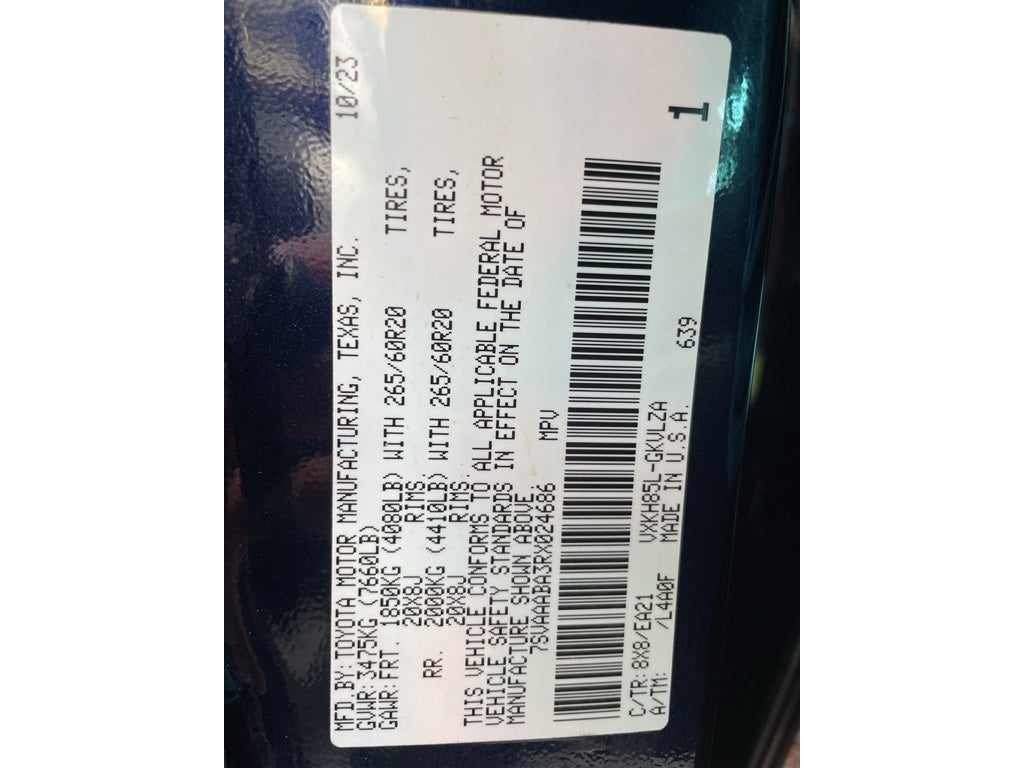 MFD.BY:TOYOTA MOTOR MANUFACTURING, TEXAS, INC. 10/23
GVWR:3475KG (7660LB)
GAWR:FRT. 1850KG (4080LB) WITH 265/60R20 TIRES,
20X8J RIMS.
RR. 2000KG (4410LB) WITH 265/60R20 TIRES,
20X8J RIMS.
THIS VEHICLE CONFORMS TO ALL APPLICABLE FEDERAL MOTOR
VEHICLE SAFETY STANDARDS IN EFFECT ON THE DATE OF
MANUFACTURE SHOWN ABOVE.
7SVAAABA3RX024686 MPV
C/TR:8X8/EA21 VXKH85L-GKVLZA 639
A/TM: /L4A0F MADE IN U.S.A.
1